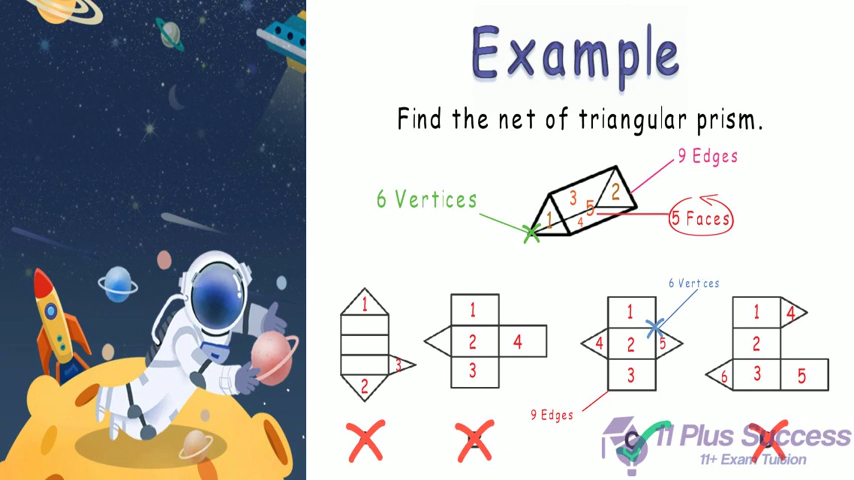 Example
Find the net of triangular prism.
9 Edges
6 Vertices
3
2
1
5
4
5 Faces
6 Vertces
1
3
2
1
2
4
3
1
4
2
5
3
1
4
2
6
3
5
9 Edges
C
11 Plus Success
11+ Exam Tuition